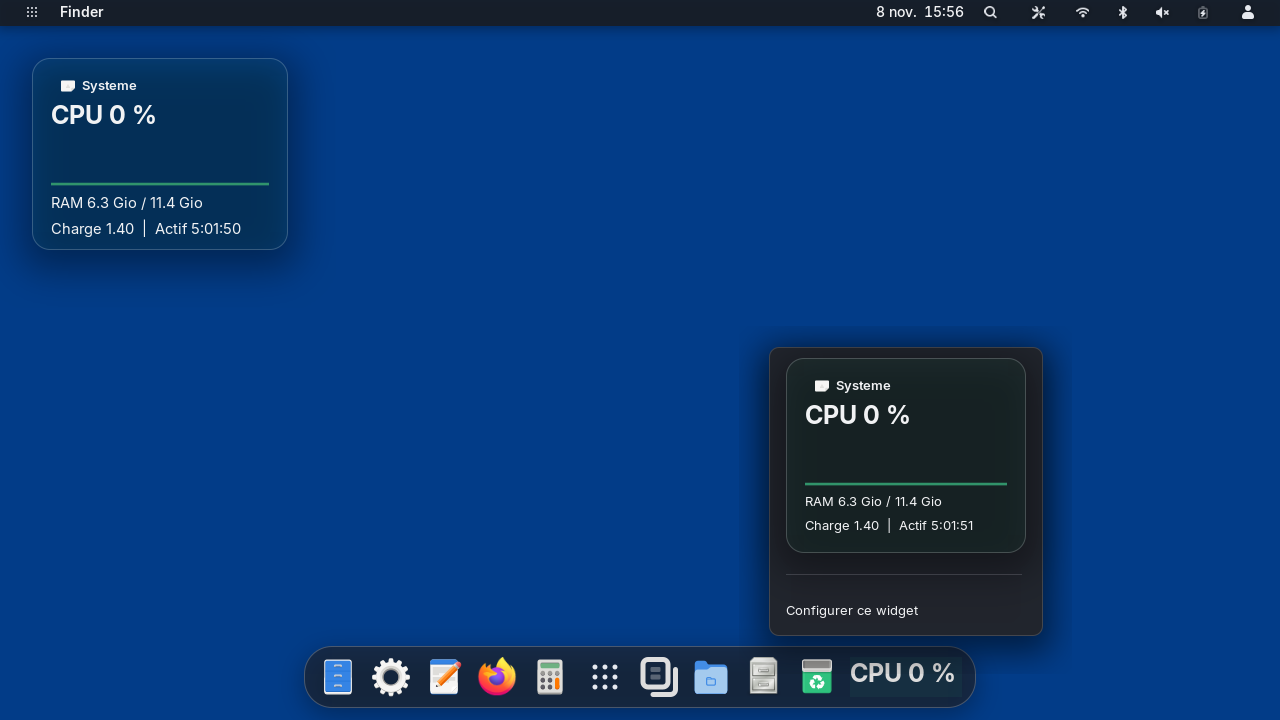 Finder
8 nov. 15:56
Systeme
CPU 0 %
RAM 6.3 Gio / 11.4 Gio
Charge 1.40 | Actif 5:01:50
Systeme
CPU 0 %
RAM 6.3 Gio / 11.4 Gio
Charge 1.40 | Actif 5:01:51
Configurer ce widget
CPU 0 %